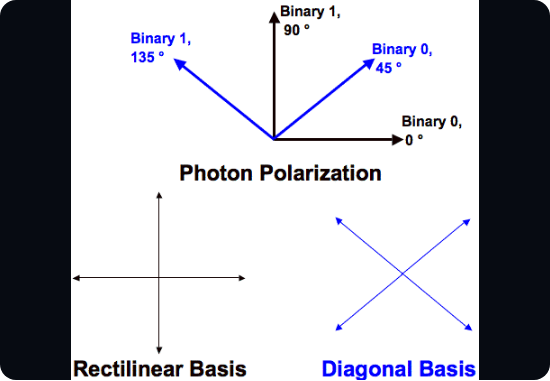 Binary 1,
90 °
Binary 1,
135 °
Binary 0,
45 °
Binary 0,
0 °
Photon Polarization
Rectilinear Basis
Diagonal Basis